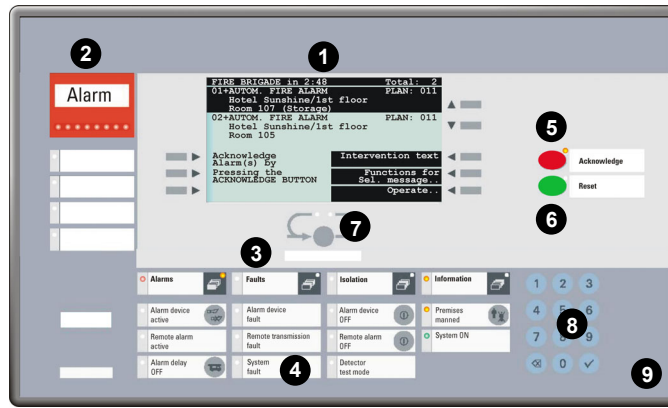 1
2
Alarm
FIRE BRIGADE in 2:48 Total: 2
01+AUTOM. FIRE ALARM PLAN: 011
Hotel Sunshine/1st floor
Room 107 (Storage)
02+AUTOM. FIRE ALARM PLAN: 011
Hotel Sunshine/1st floor
Room 105
Acknowledge
Alarm(s) by
Pressing the
ACKNOWLEDGE BUTTON
Intervention text
Functions for
Sel. message..
Operate..
5
Acknowledge
Reset
6
7
3
Alarms
Faults
Isolation
Information
Alarm device
active
Alarm device
fault
Alarm device
OFF
Premises
manned
Remote alarm
active
Remote transmission
fault
Remote alarm
OFF
System ON
Alarm delay
OFF
System
fault
4
Detector
test mode
1 2 3
4 5 6
7 8 9
0
8
9